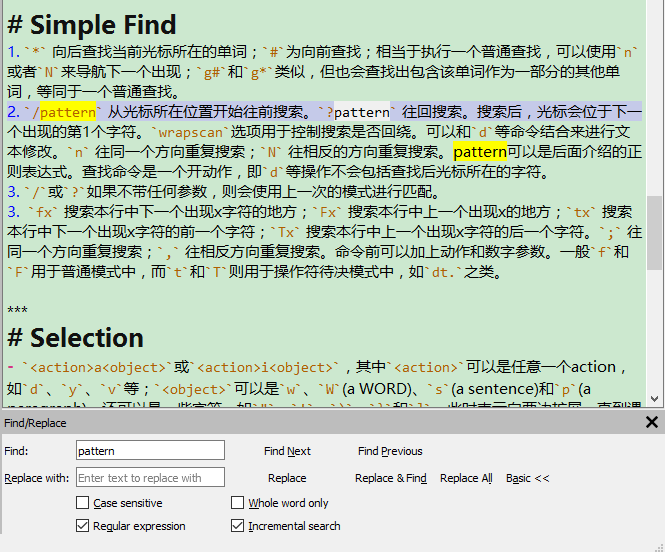 # Simple Find
1. `*` 向后查找当前光标所在的单词；`#`为向前查找；相当于执行一个普通查找，可以使用`n`
或者`N`来导航下一个出现；`g#`和`g*`类似，但也会查找出包含该单词作为一部分的其他单
词，等同于一个普通查找。
2. `/pattern` 从光标所在位置开始往前搜索。`?pattern` 往回搜索。搜索后，光标会位于下一
个出现的第1个字符。`wrapscan`选项用于控制搜索是否回绕。可以和`d`等命令结合来进行文
本修改。`n` 往同一个方向重复搜索；`N` 往相反的方向重复搜索。pattern可以是后面介绍的正
则表达式。查找命令是一个开动作，即`d`等操作不会包括查找后光标所在的字符。
3. `/`或`?`如果不带任何参数，则会使用上一次的模式进行匹配。
3. `fx` 搜索本行中下一个出现x字符的地方；`Fx` 搜索本行中上一个出现x的地方；`tx` 搜索
本行中下一个出现x字符的前一个字符；`Tx` 搜索本行中上一个出现x字符的后一个字符。`;` 往
同一个方向重复搜索；`,` 往相反方向重复搜索。命令前可以加上动作和数字参数。一般`f`和
`F`用于普通模式中，而`t`和`T`则用于操作符待决模式中，如`dt.`之类。
***
# Selection
- `<action>a<object>`或`<action>i<object>`，其中`<action>`可以是任意一个action，
如`d`、`y`、`v`等；`<object>`可以是`w`、`W`(a WORD)、`s`(a sentence)和`p`(a
Find/Replace
Find: pattern Find Next Find Previous
Replace with: Enter text to replace with Replace Replace & Find Replace All Basic <<
Case sensitive Whole word only
Regular expression Incremental search